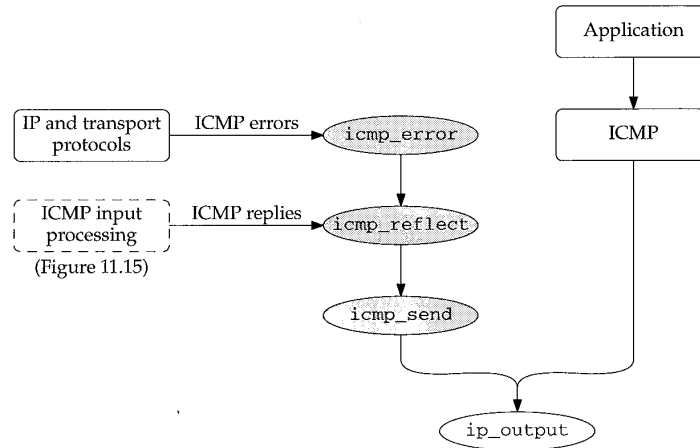 Application
IP and transport
protocols
ICMP errors
icmp_error
ICMP
ICMP input
processing
ICMP replies
icmp_reflect
(Figure 11.15)
icmp_send
ip_output